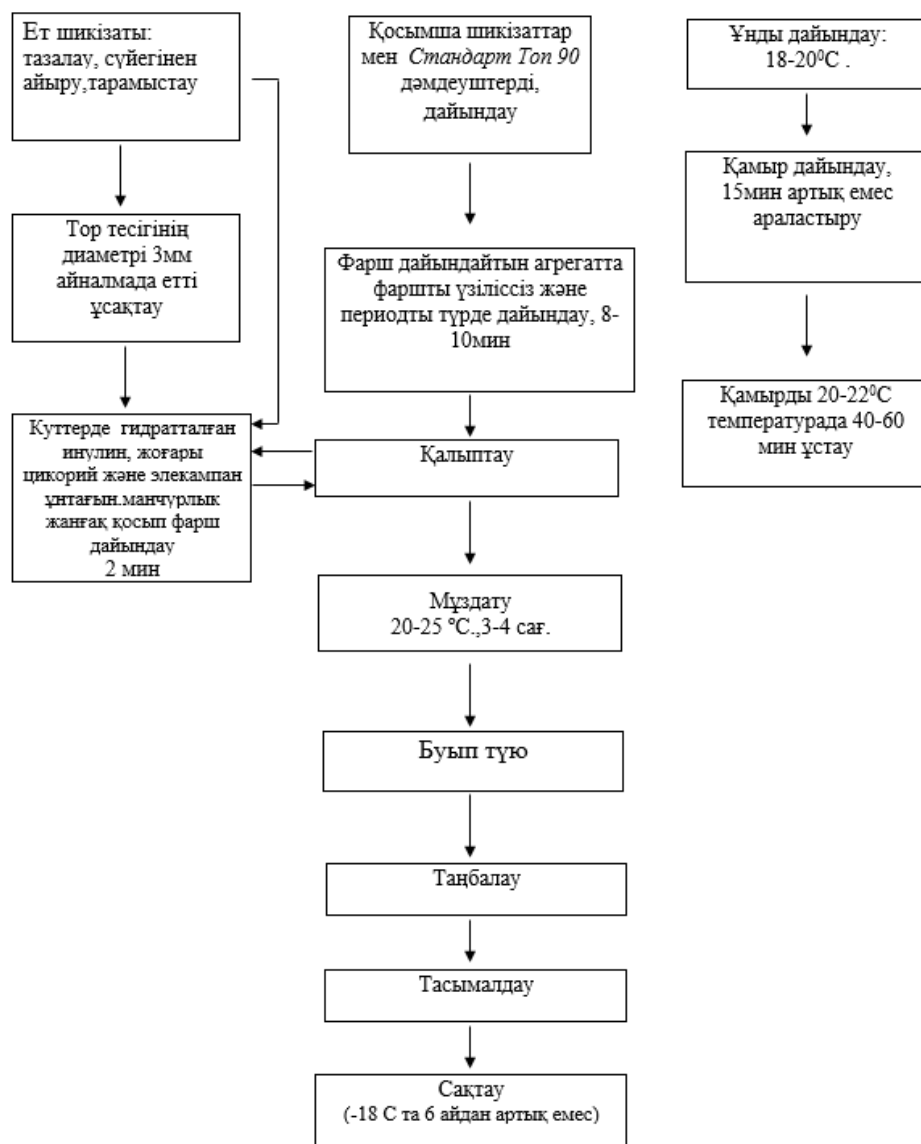 Ет шикізаты:
тазалау, сүйегінен
айыру,тарамыстау
Тор тесігінің
диаметрі 3мм
айналмада етті
ұсақтау
Куттерде гидратталған
инулин, жоғары
цикорий және элекампан
ұнтағын.манчурлык
жанғақ қосып фарш
дайындау
2 мин
Қосымша шикізаттар
мен Стандарт Топ 90
дәмдеуштерді,
дайындау
Фарш дайындайтын агрегатта
фаршты үзіліссіз және
периодты түрде дайындау, 8-
10мин
Қалыптау
Мұздату
20-25 °С.,3-4 сағ.
Буып түю
Таңбалау
Тасымалдау
Сақтау
(-18 С та 6 айдан артық емес)
Ұнды дайындау:
18-20⁰С .
Қамыр дайындау,
15мин артық емес
араластыру
Қамырды 20-22⁰С
температурада 40-60
мин ұстау